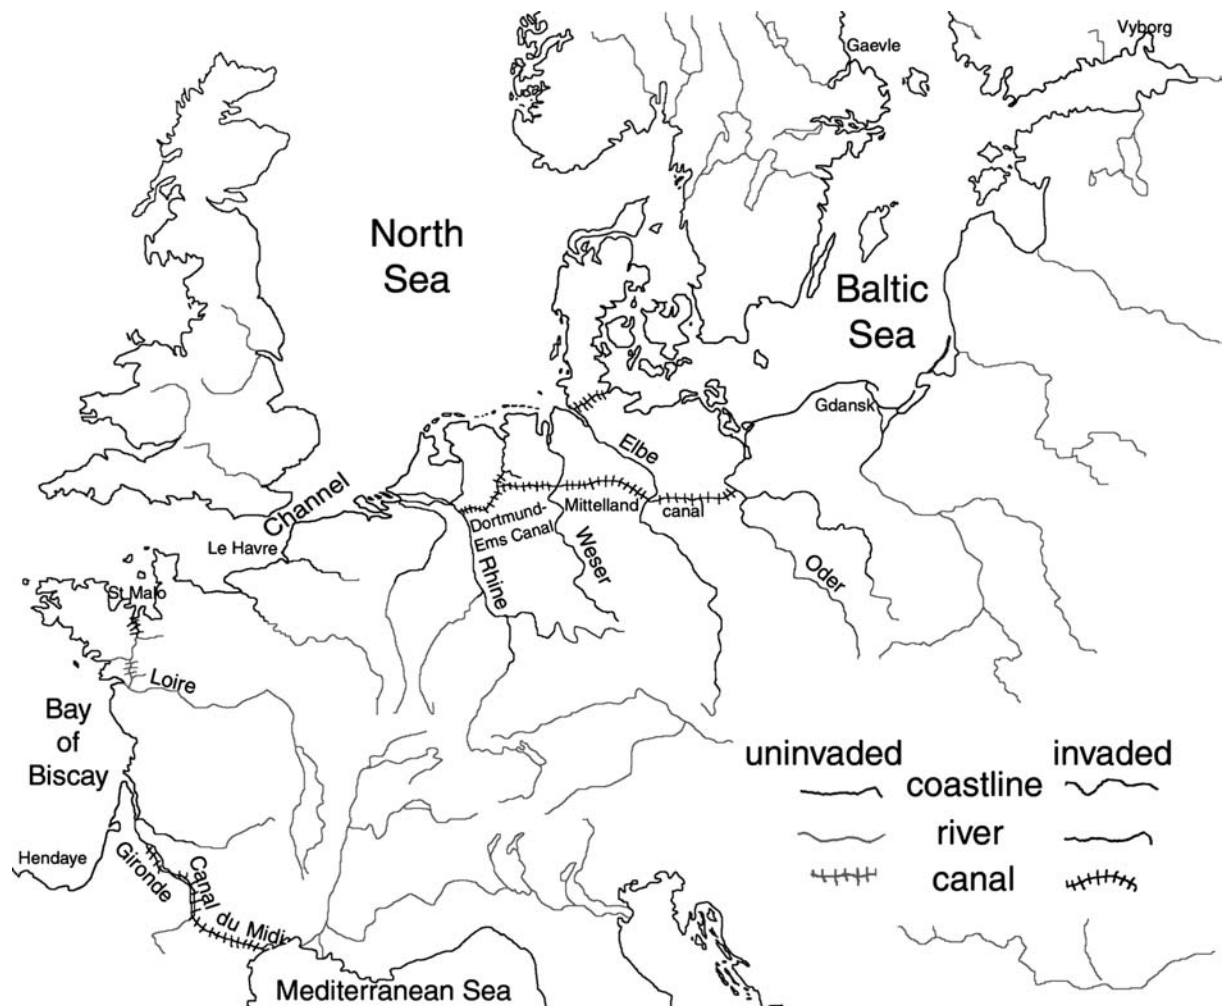 Vyborg
Gaevle
North
Sea
Baltic
Sea
Gdansk
Elbe
Channel
Mittelland
canal
Dortmund-
Ems Canal
Le Havre
Weser
Rhine
Oder
St Malo
Loire
Bay
of
Biscay
uninvaded
invaded
coastline
river
canal
Hendaye
Gironde
Canal du Midi
Mediterranean Sea